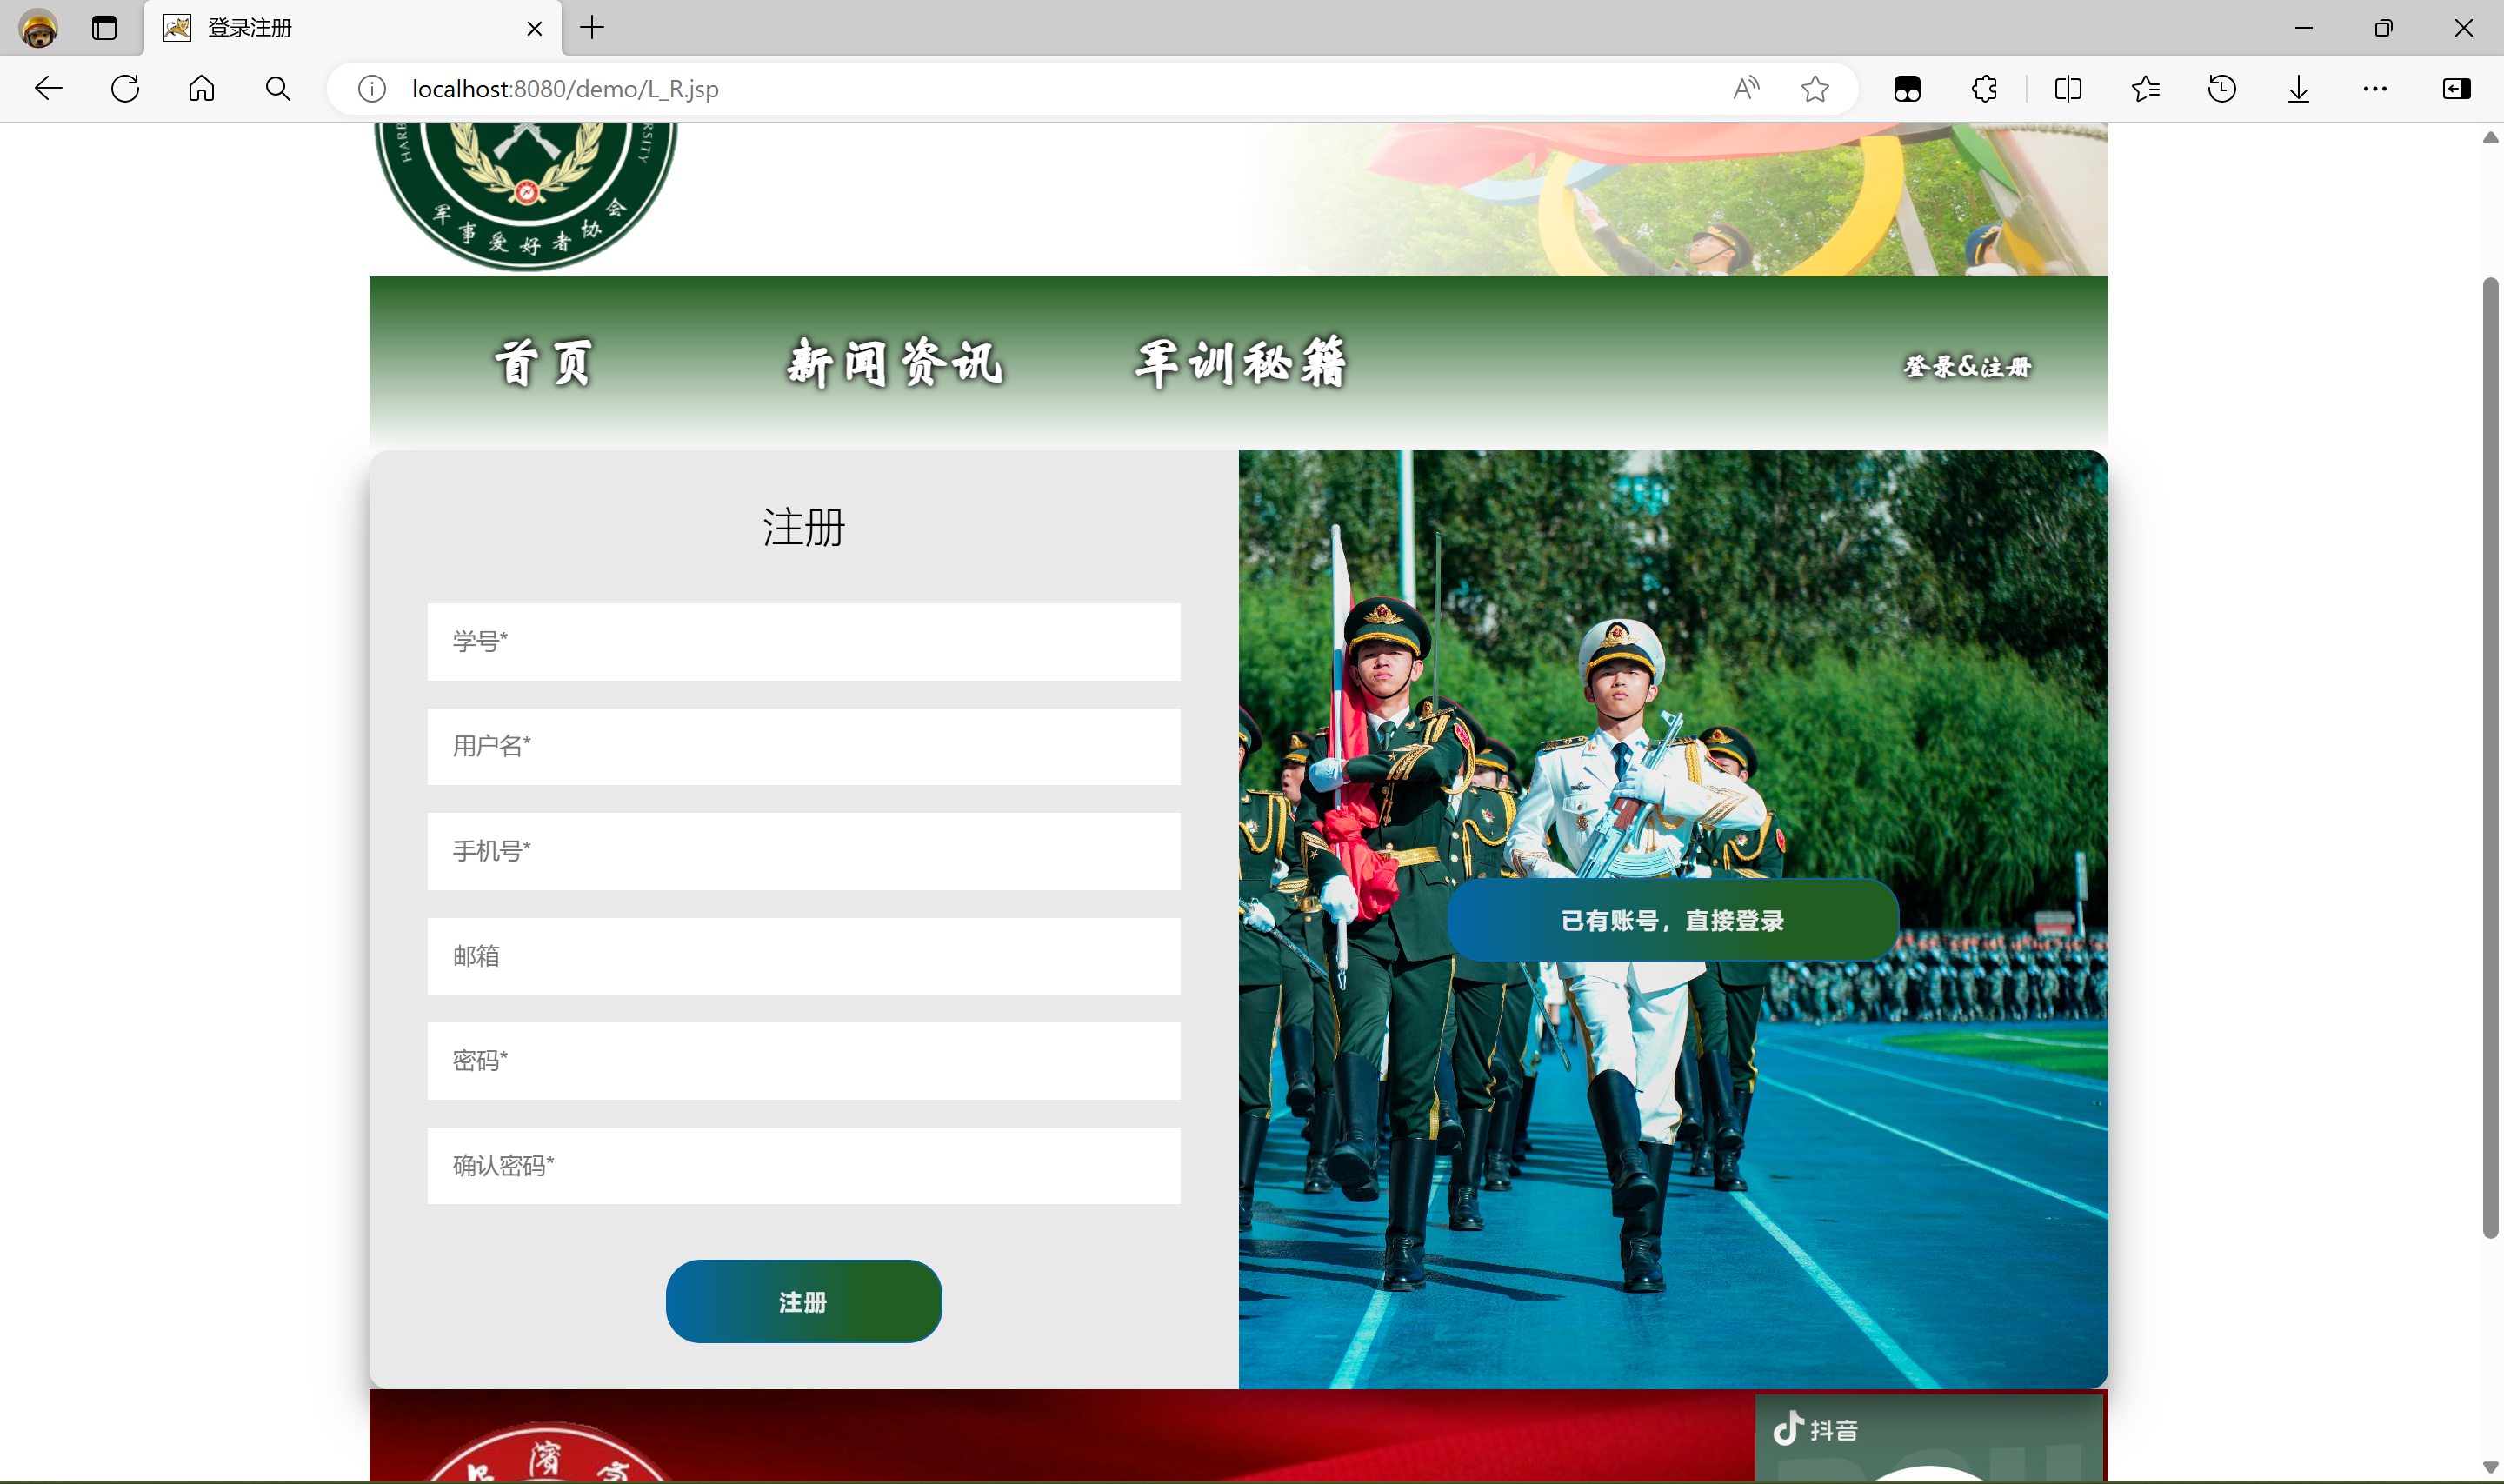 登录注册
localhost:8080/demo/L_R.jsp
HARB
RSITY
军事爱好者协会
首页
新闻资讯
军训秘籍
登录&注册
注册
学号*
用户名*
手机号*
邮箱
密码*
确认密码*
注册
已有账号，直接登录
抖音